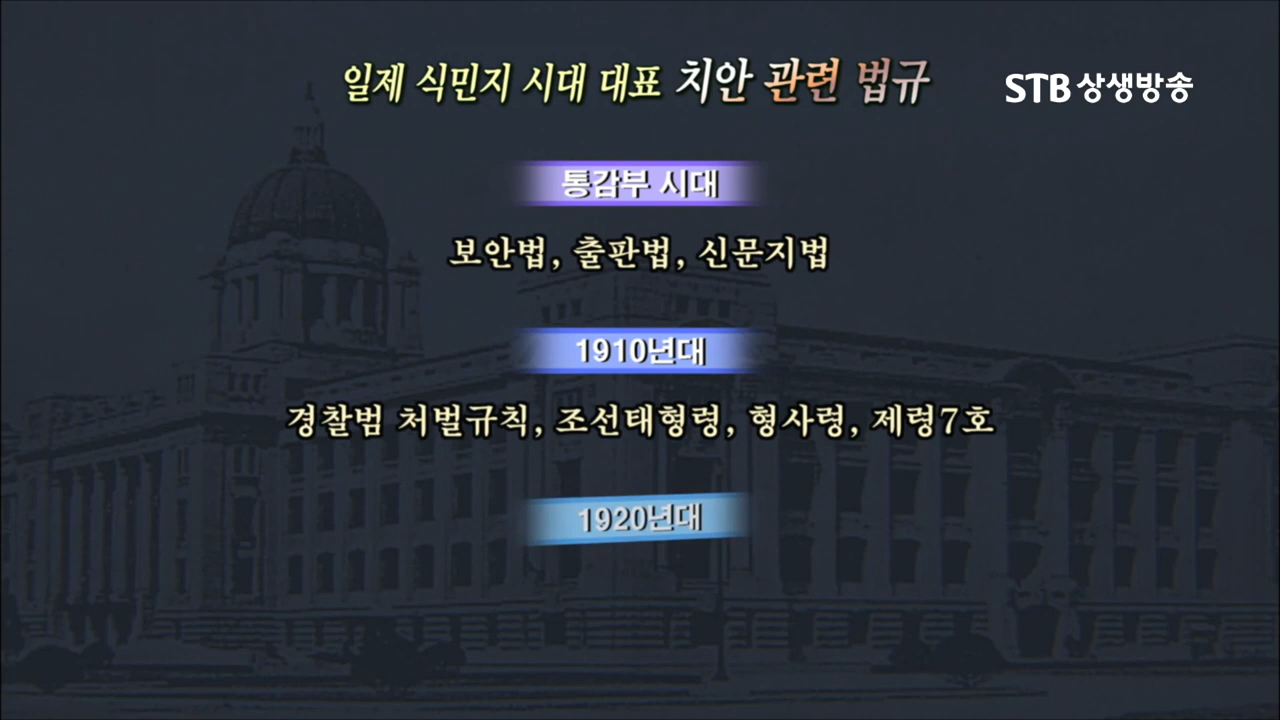 일제 식민지 시대 대표 치안 관련 법규
STB 상생방송
통감부 시대
보안법, 출판법, 신문지법
1910년대
경찰범 처벌규칙, 조선태형령, 형사령, 제령7호
1920년대